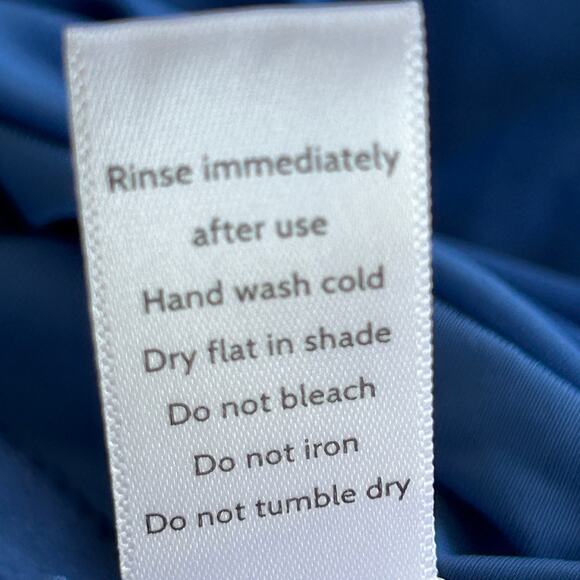 Rinse immediately
after use
Hand wash cold
Dry flat in shade
Do not bleach
Do not iron
Do not tumble dry